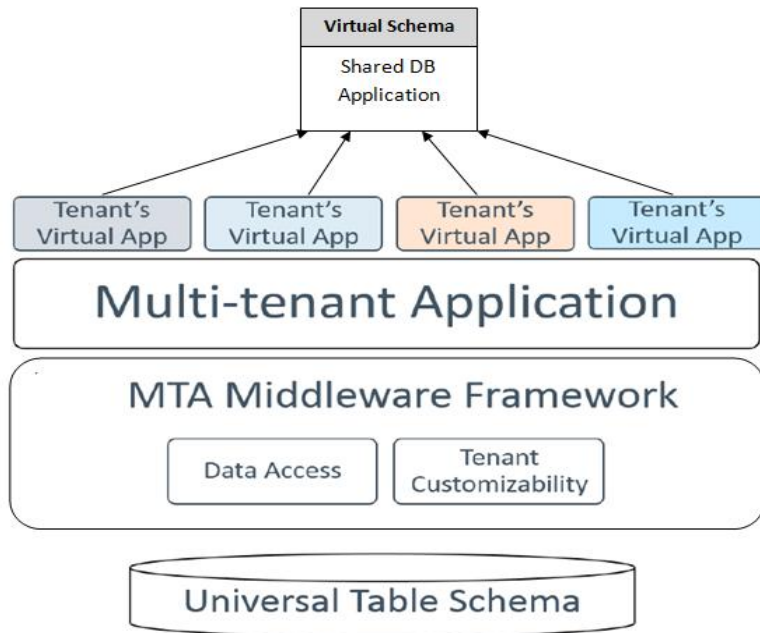 Virtual Schema
Shared DB
Application
Tenant's
Virtual App
Tenant's
Virtual App
Tenant's
Virtual App
Tenant's
Virtual App
Multi-tenant Application
MTA Middleware Framework
Data Access
Tenant
Customizability
Universal Table Schema